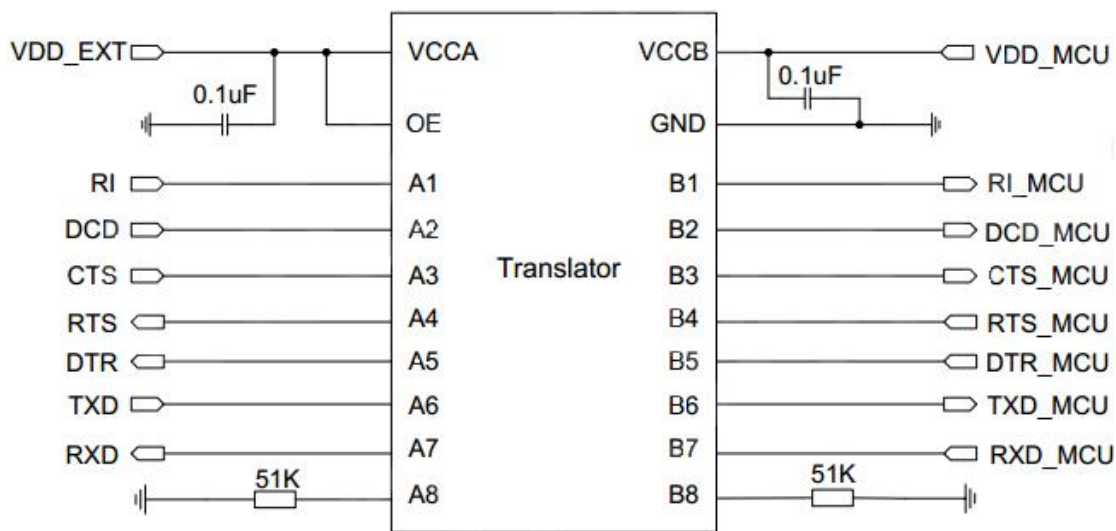 VDD_EXT VCCA VCCB VDD_MCU
0.1uF 0.1uF
OE GND
RI A1 B1 RI_MCU
DCD A2 B2 DCD_MCU
CTS A3 Translator B3 CTS_MCU
RTS A4 B4 RTS_MCU
DTR A5 B5 DTR_MCU
TXD A6 B6 TXD_MCU
RXD A7 B7 RXD_MCU
51K A8 B8 51K